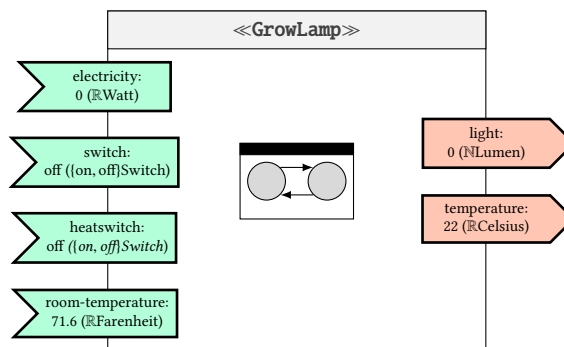 ≪GrowLamp≫
electricity:
0 (ℝWatt)
switch:
off ({on, off}Switch)
heatswitch:
off ({on, off}Switch)
room-temperature:
71.6 (ℝFarenheit)
light:
0 (ℕLumen)
temperature:
22 (ℝCelsius)